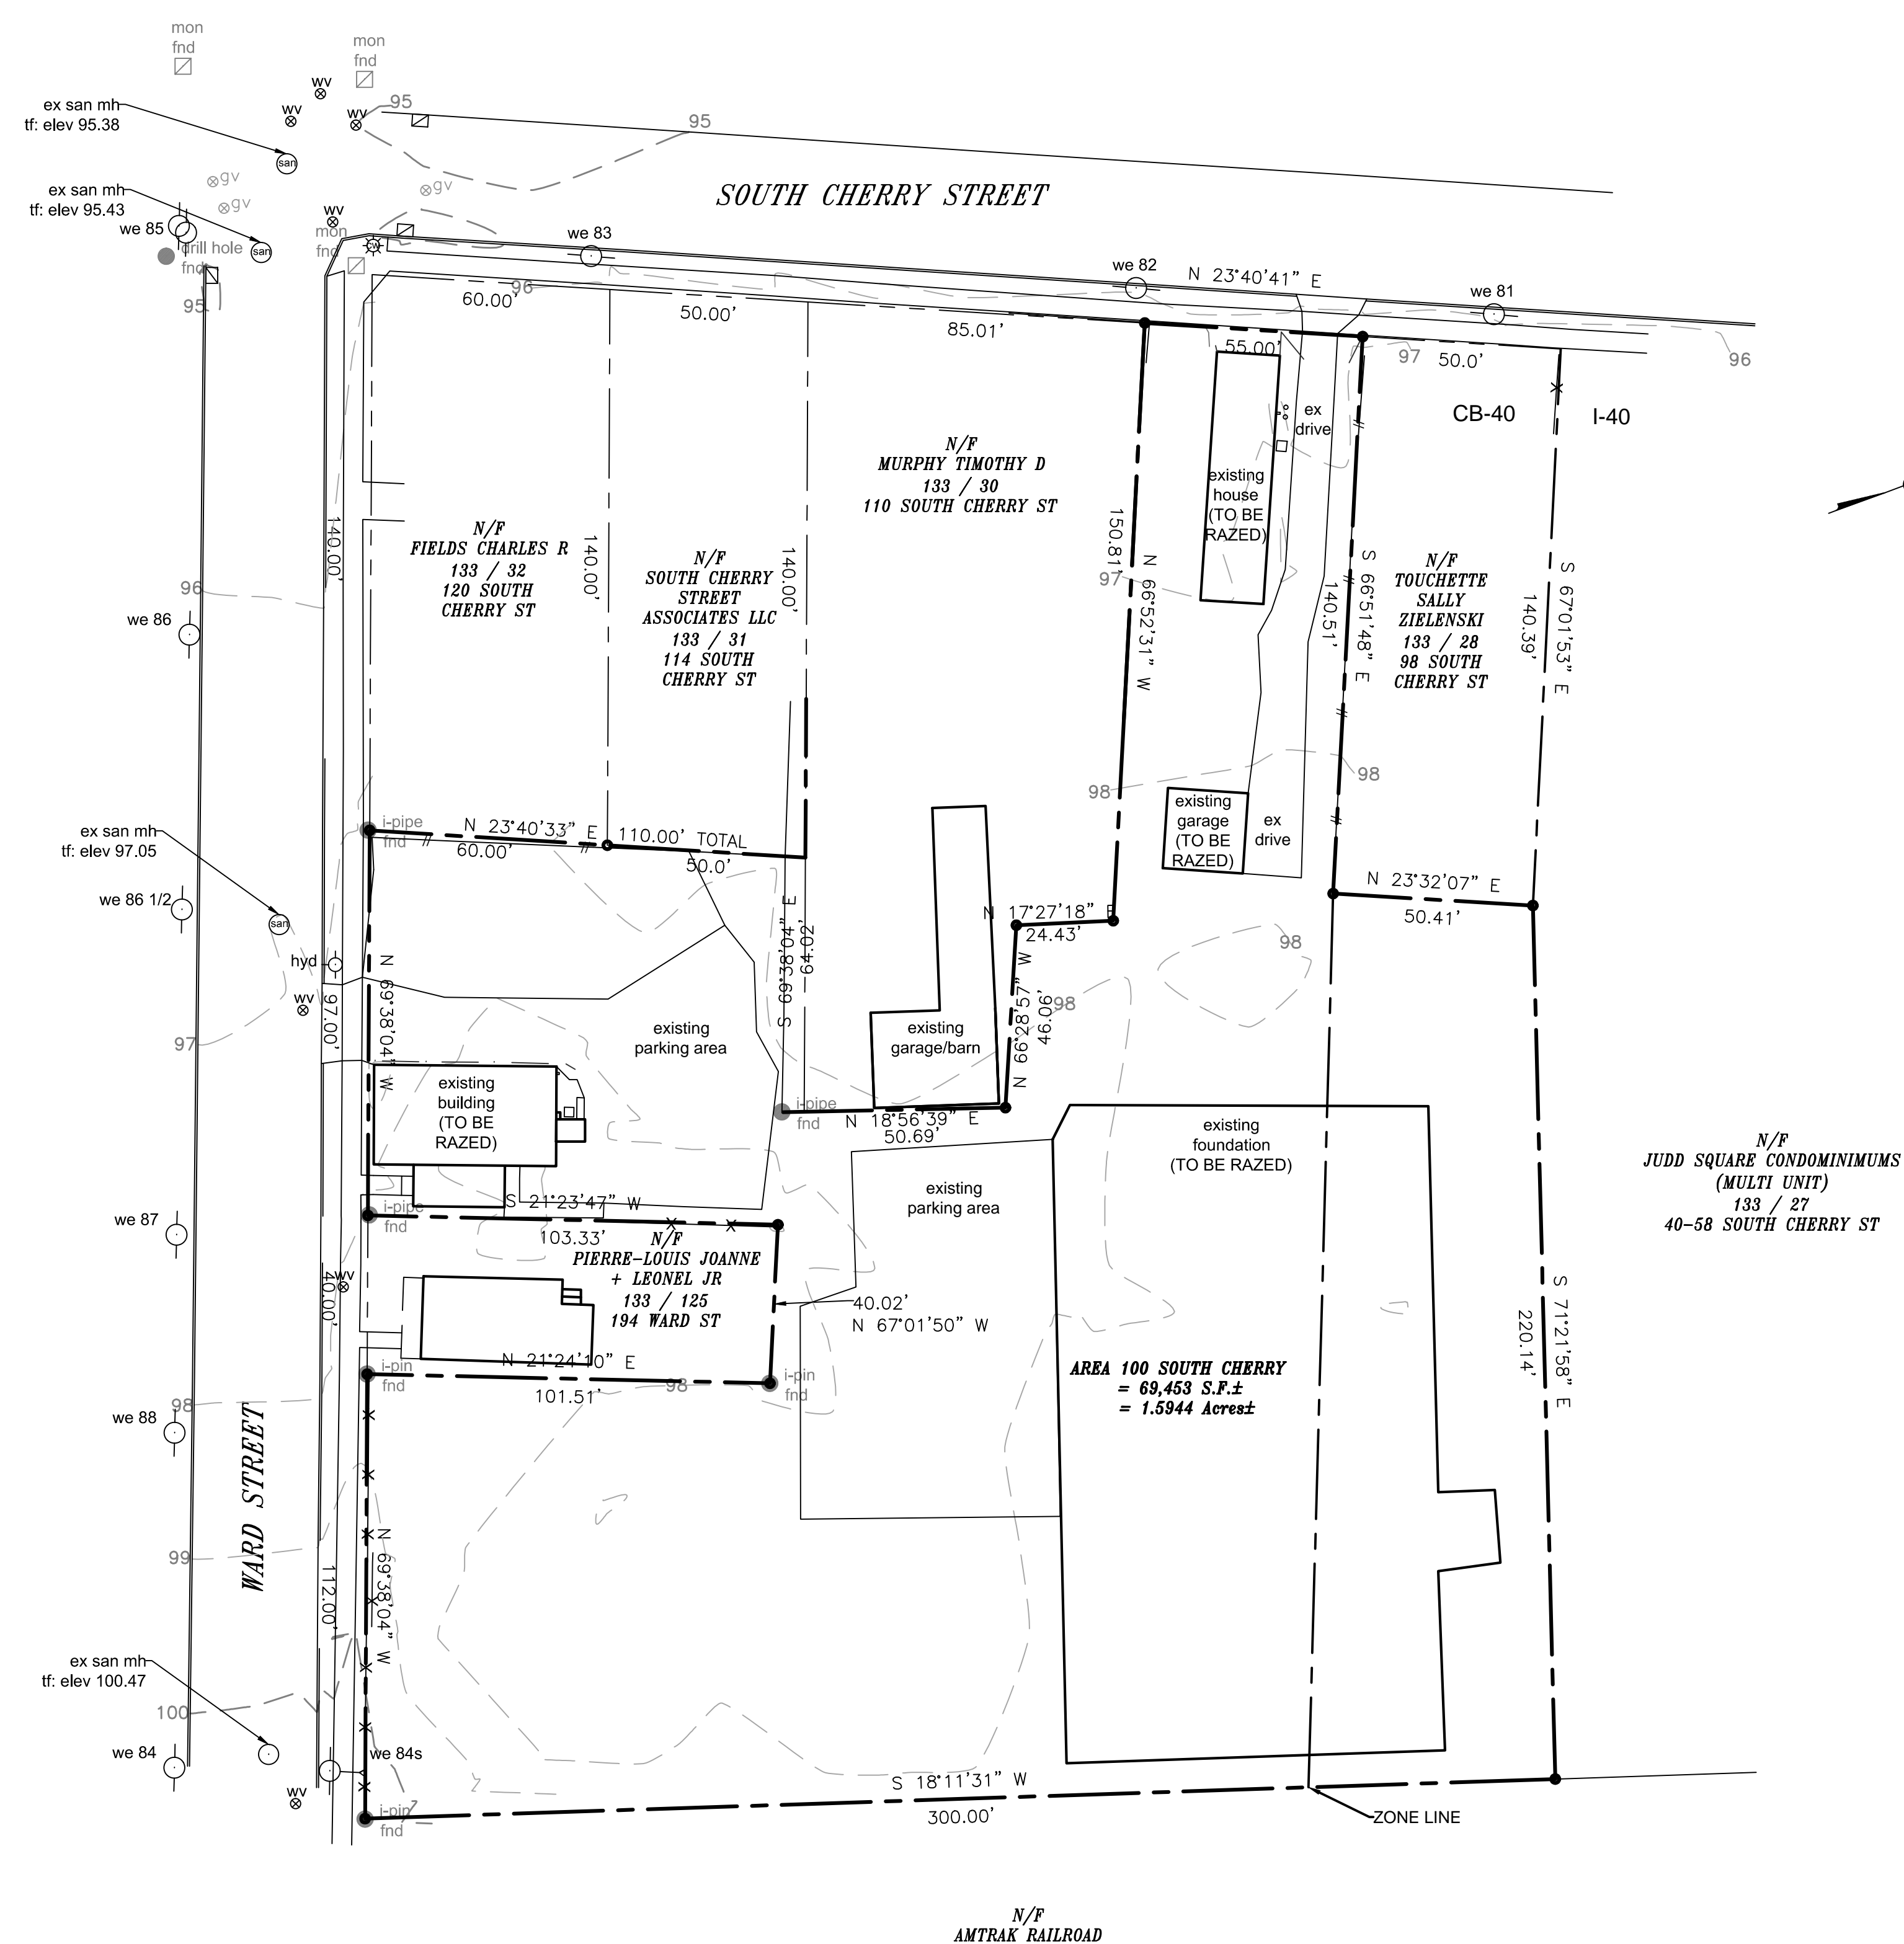 mon
fnd
mon
fnd
wv
wv
wv
ex san mh
tf: elev 95.38
san
95
95
gv
gv
gv
ex san mh
tf: elev 95.43
san
wv
we 85
drill hole
fnd
mon
fnd
cw
SOUTH CHERRY STREET
we 83
we 82
N 23°40'41" E
we 81
95
96
60.00'
50.00'
85.01'
55.00'
97
50.0'
96
CB-40
I-40
ex
drive
N/F
MURPHY TIMOTHY D
133 / 30
110 SOUTH CHERRY ST
existing
house
(TO BE
RAZED)
N/F
FIELDS CHARLES R
133 / 32
120 SOUTH
CHERRY ST
N/F
SOUTH CHERRY
STREET
ASSOCIATES LLC
133 / 31
114 SOUTH
CHERRY ST
N/F
TOUCHETTE
SALLY
ZIELENSKI
133 / 28
98 SOUTH
CHERRY ST
140.00'
140.00'
140.00'
150.81'
N 66°52'31" W
140.51'
S 66°51'48" E
140.39'
S 67°01'53" E
96
97
we 86
98
98
existing
garage
(TO BE
RAZED)
ex
drive
ex san mh
tf: elev 97.05
san
i-pipe
fnd
N 23°40'33" E
60.00'
110.00' TOTAL
50.0'
we 86 1/2
N 23°32'07" E
50.41'
N 17°27'18" E
24.43'
98
98
hyd
wv
97
97.00'
N 69°38'04" W
S 69°38'04" E
64.02'
N 66°28'57" W
46.06'
existing
parking area
existing
garage/barn
existing
building
(TO BE
RAZED)
i-pipe
fnd
N 18°56'39" E
50.69'
existing
foundation
(TO BE RAZED)
N/F
JUDD SQUARE CONDOMINIMUMS
(MULTI UNIT)
133 / 27
40-58 SOUTH CHERRY ST
existing
parking area
i-pipe
fnd
S 21°23'47" W
103.33'
we 87
wv
40.00'
N/F
PIERRE-LOUIS JOANNE
+ LEONEL JR
133 / 125
194 WARD ST
40.02'
N 67°01'50" W
S 71°21'58" E
220.14'
N 21°24'10" E
101.51'
i-pin
fnd
98
i-pin
fnd
AREA 100 SOUTH CHERRY
= 69,453 S.F.±
= 1.5944 Acres±
98
we 88
WARD STREET
99
112.00'
N 69°38'04" W
ex san mh
tf: elev 100.47
100
we 84
we 84s
wv
i-pin
fnd
S 18°11'31" W
300.00'
ZONE LINE
N/F
AMTRAK RAILROAD